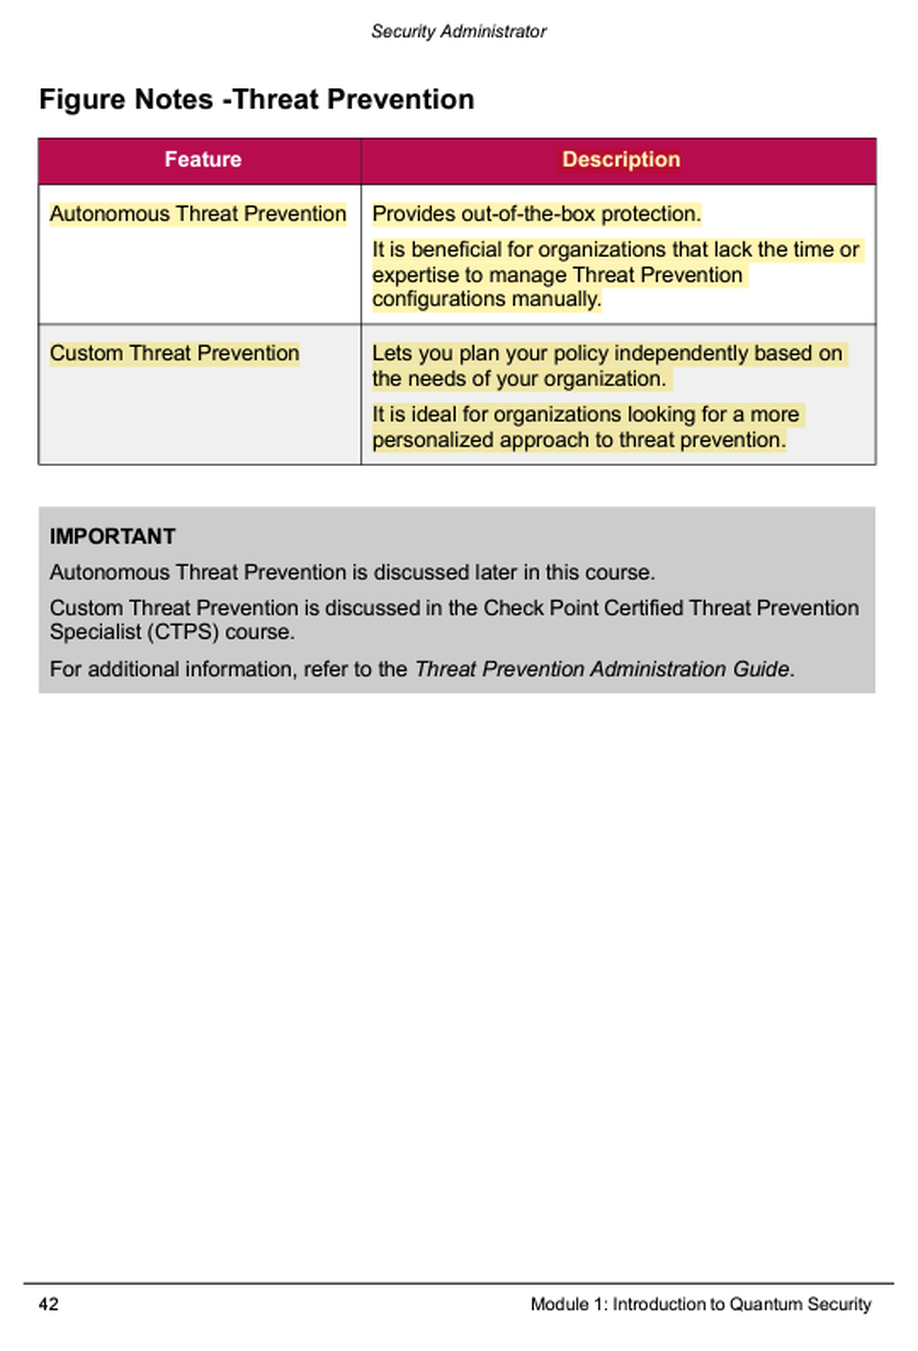 Security Administrator
Figure Notes -Threat Prevention
Feature
Description
Autonomous Threat Prevention
Provides out-of-the-box protection.
It is beneficial for organizations that lack the time or
expertise to manage Threat Prevention
configurations manually.
Custom Threat Prevention
Lets you plan your policy independently based on
the needs of your organization.
It is ideal for organizations looking for a more
personalized approach to threat prevention.
IMPORTANT
Autonomous Threat Prevention is discussed later in this course.
Custom Threat Prevention is discussed in the Check Point Certified Threat Prevention
Specialist (CTPS) course.
For additional information, refer to the Threat Prevention Administration Guide.
42
Module 1: Introduction to Quantum Security